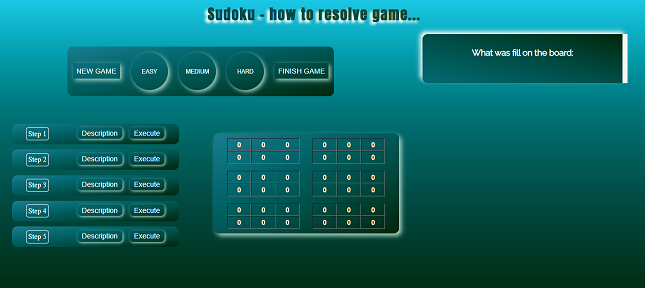 Sudoku - how to resolve game...
What was fill on the board:
NEW GAME EASY MEDIUM HARD FINISH GAME
Step 1 Description Execute
Step 2 Description Execute
Step 3 Description Execute
Step 4 Description Execute
Step 5 Description Execute
0 0 0 0 0 0
0 0 0 0 0 0
0 0 0 0 0 0
0 0 0 0 0 0
0 0 0 0 0 0
0 0 0 0 0 0